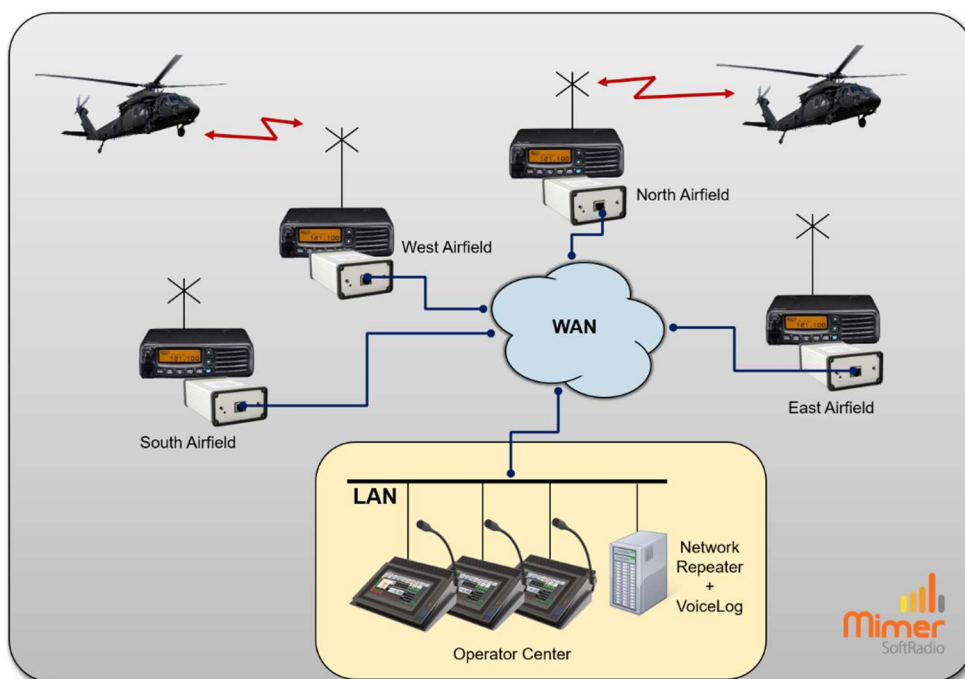 North Airfield
West Airfield
East Airfield
South Airfield
WAN
LAN
Network
Repeater
+
VoiceLog
Operator Center
Mimer
SoftRadio